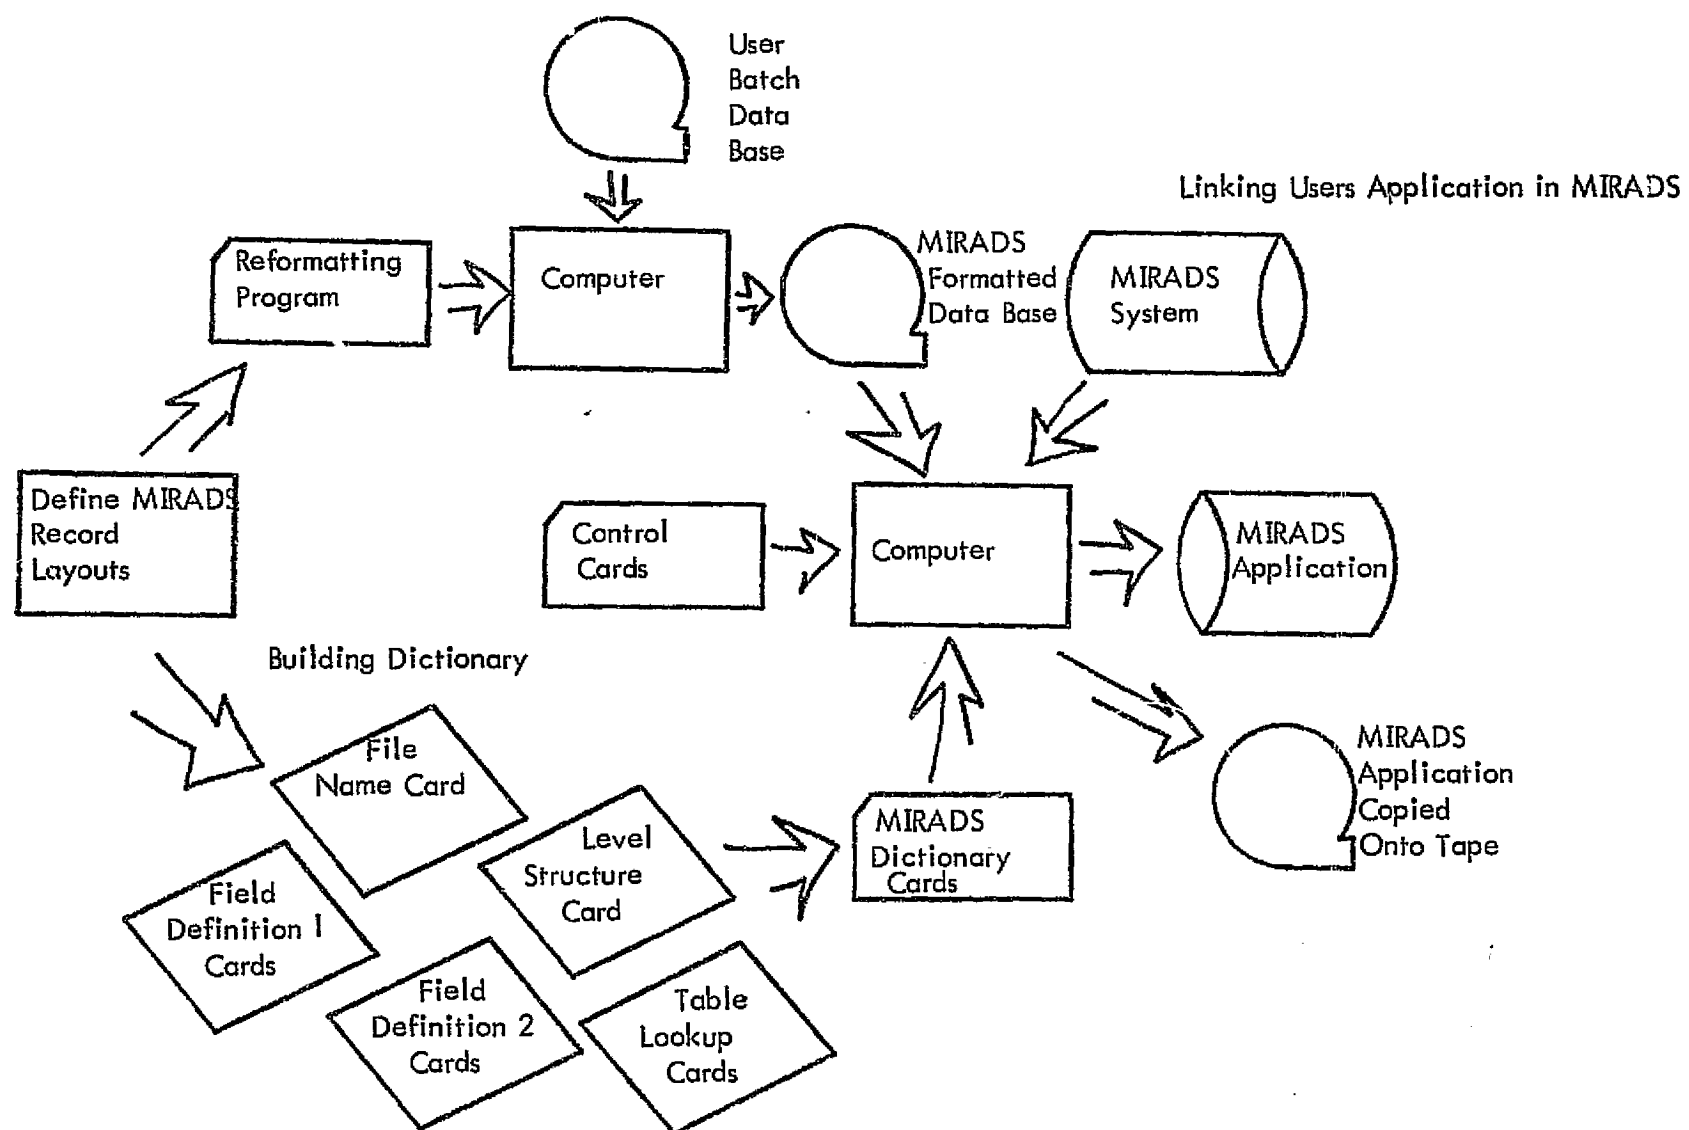 User
Batch
Data
Base
Linking Users Application in MIRADS
Reformatting
Program
Computer
MIRADS
Formatted
Data Base
MIRADS
System
Define MIRADS
Record
Layouts
Control
Cards
Computer
MIRADS
Application
Building Dictionary
File
Name Card
Level
Structure
Card
Field
Definition 1
Cards
Field
Definition 2
Cards
Table
Lookup
Cards
MIRADS
Dictionary
Cards
MIRADS
Application
Copied
Onto Tape